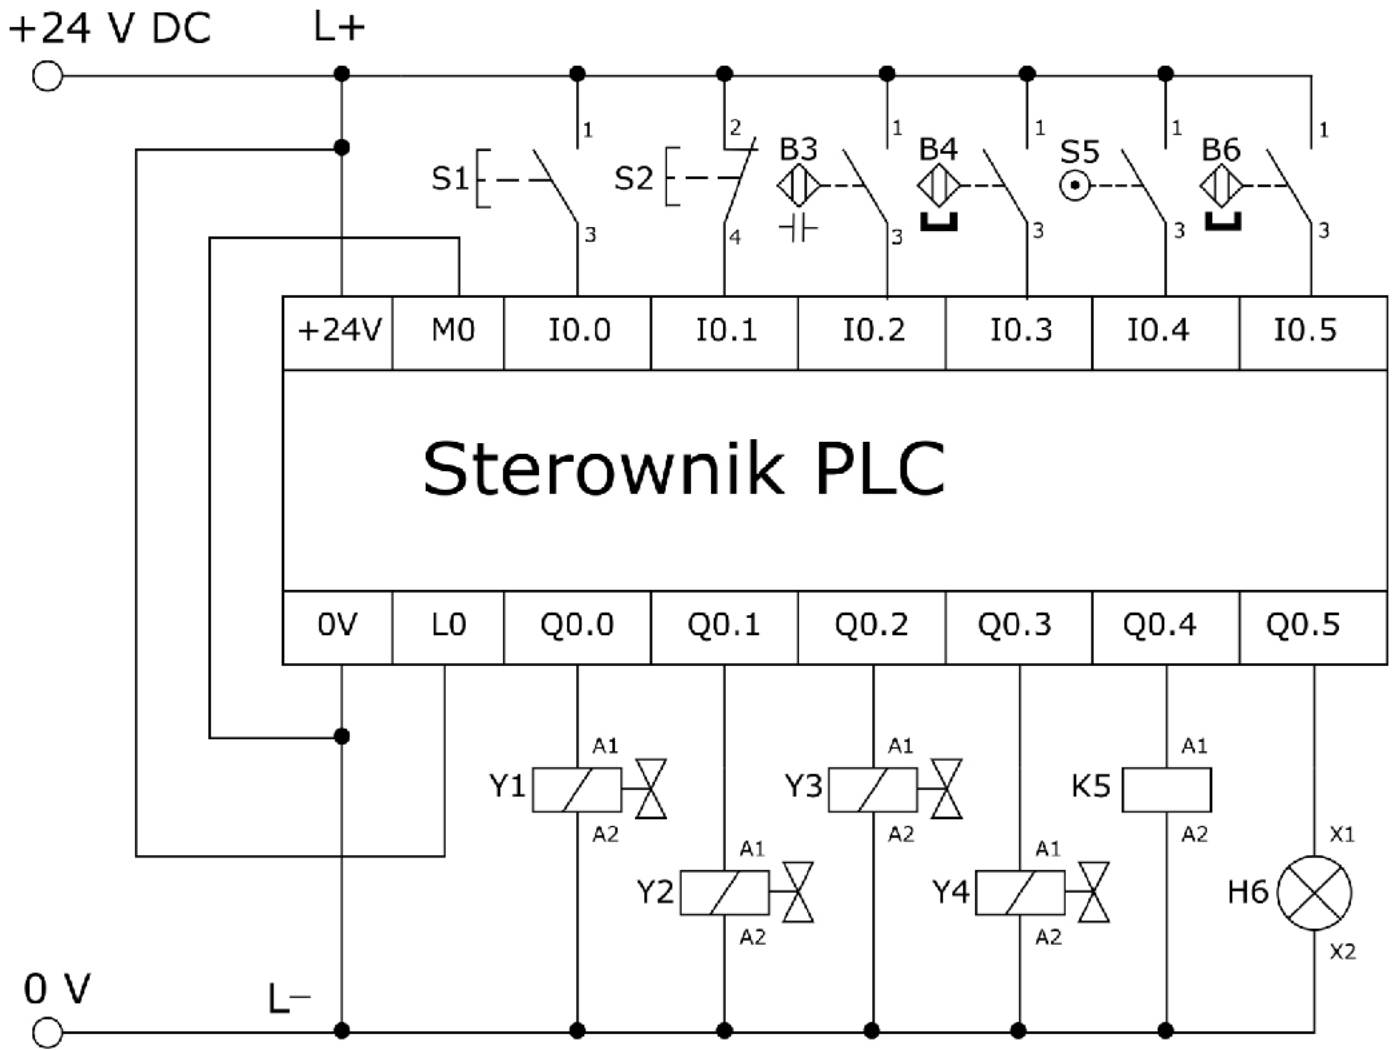 +24 V DC L+
1 2 1 1 1 1
S1 S2 B3 B4 S5 B6
3 4 3 3 3 3
+24V M0 I0.0 I0.1 I0.2 I0.3 I0.4 I0.5
Sterownik PLC
0V L0 Q0.0 Q0.1 Q0.2 Q0.3 Q0.4 Q0.5
A1 A1 A1
Y1 Y3 K5
A2 A2 A2 X1
A1 A1
Y2 Y4 H6
A2 A2 X2
0 V L–